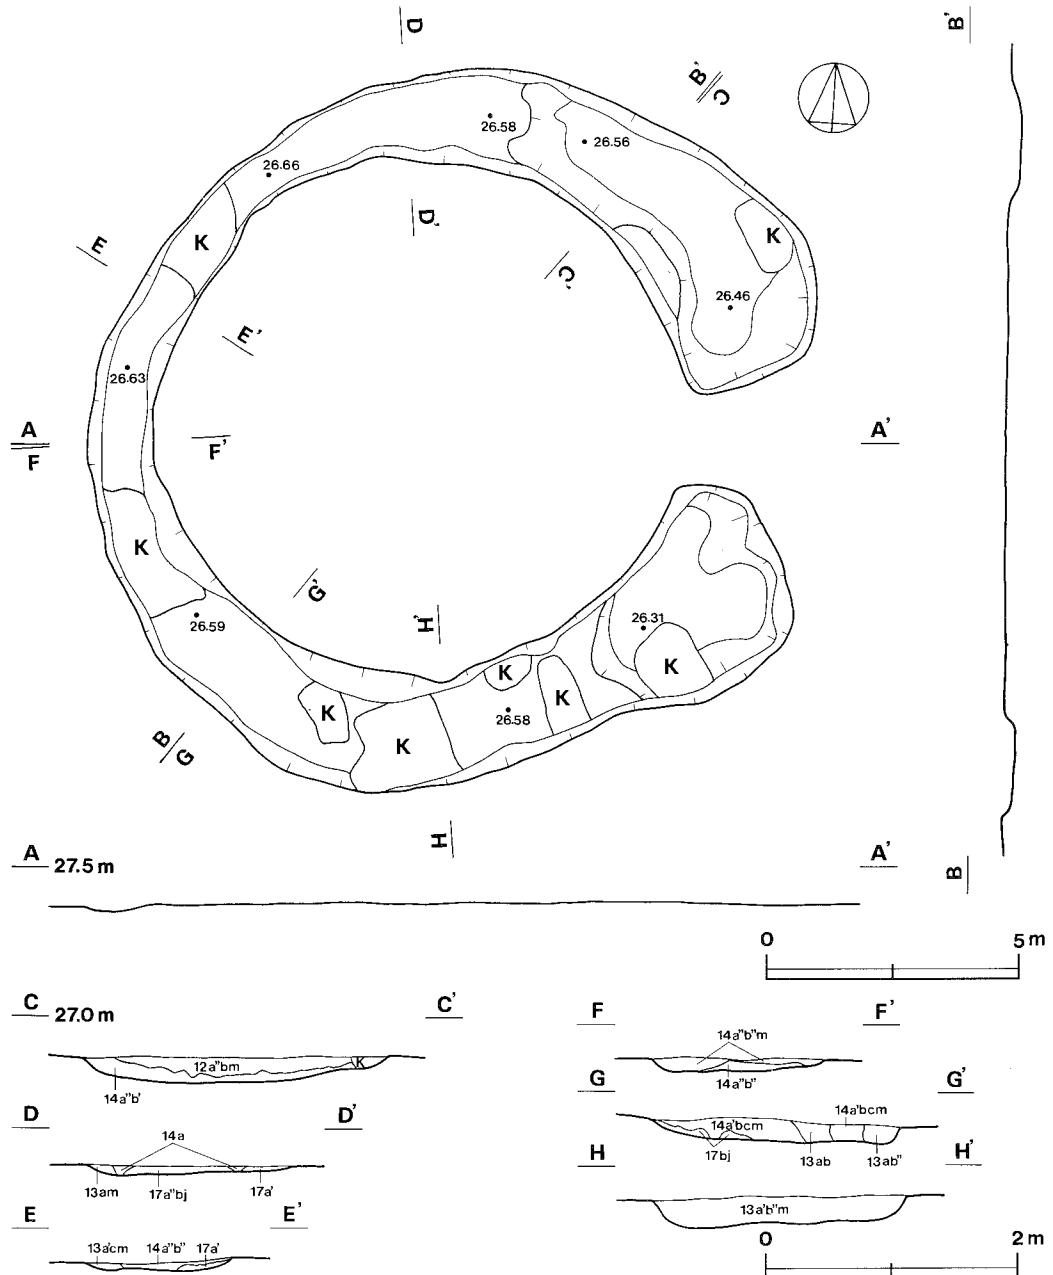 D
B'
B'
C
26.58
26.56
26.66
K
K
E
D'
C'
26.46
E'
26.63
A
F
F'
A'
K
G'
H'
26.59
26.31
K
K
K
K
26.58
K
B
G
H
A 27.5 m
A'
B
0 5 m
C 27.0 m
C'
12a"bm
K
14a"b'
D
D'
14a
13am
17a"bj
17a'
E
E'
13a'cm
14a"b"
17a'
F
F'
14a"b"m
14a"b"
G
G'
14a'bcm
14a'bcm
17bj
13ab
13ab"
H
H'
13a'b"m
0 2 m